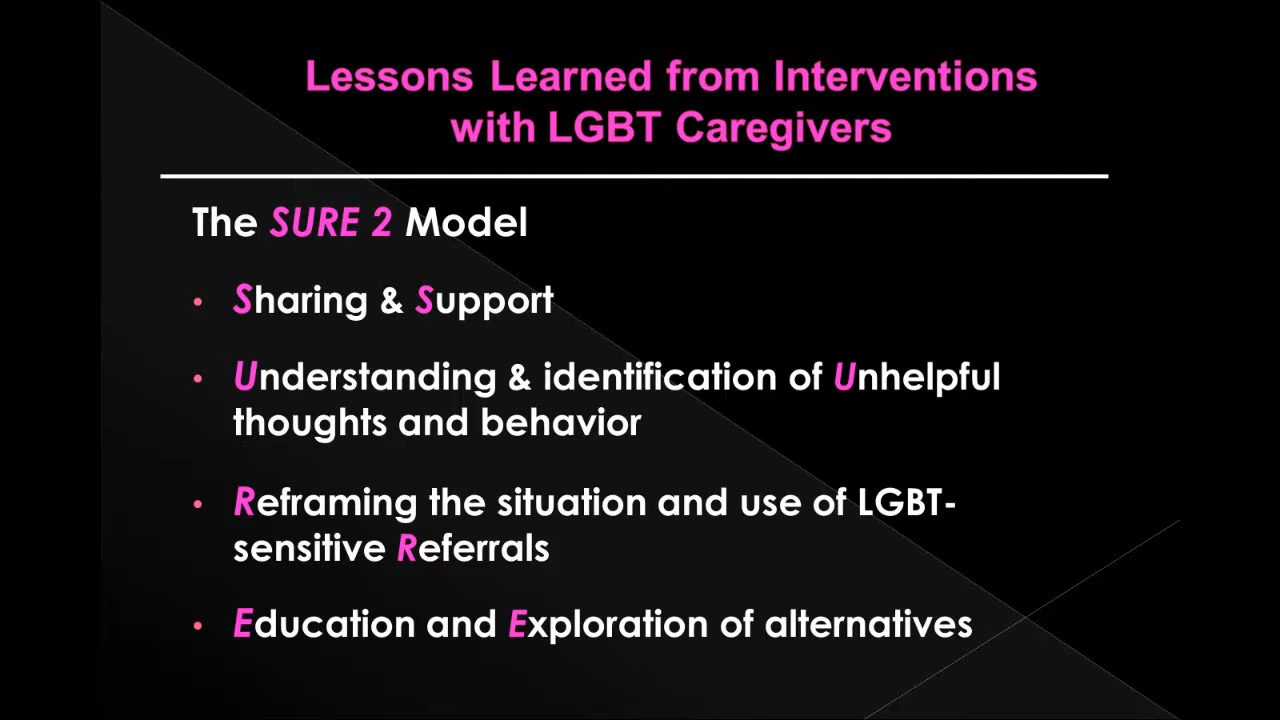 Lessons Learned from Interventions
with LGBT Caregivers
The SURE 2 Model
• Sharing & Support
• Understanding & identification of Unhelpful
thoughts and behavior
• Reframing the situation and use of LGBT-
sensitive Referrals
• Education and Exploration of alternatives